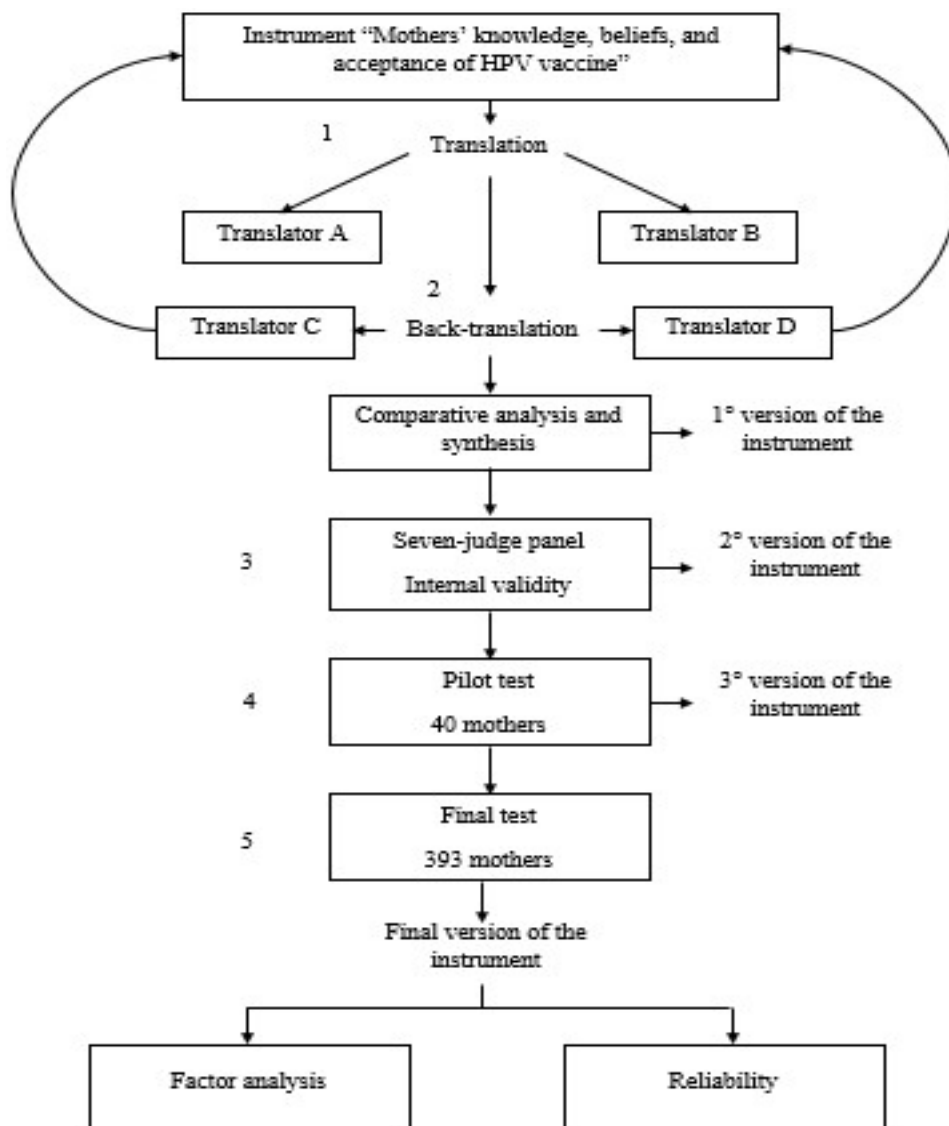 Instrument “Mothers’ knowledge, beliefs, and
acceptance of HPV vaccine”
1
Translation
Translator A
Translator B
2
Translator C
Back-translation
Translator D
Comparative analysis and
synthesis
1° version of the
instrument
3
Seven-judge panel
Internal validity
2° version of the
instrument
4
Pilot test
40 mothers
3° version of the
instrument
5
Final test
393 mothers
Final version of the
instrument
Factor analysis
Reliability